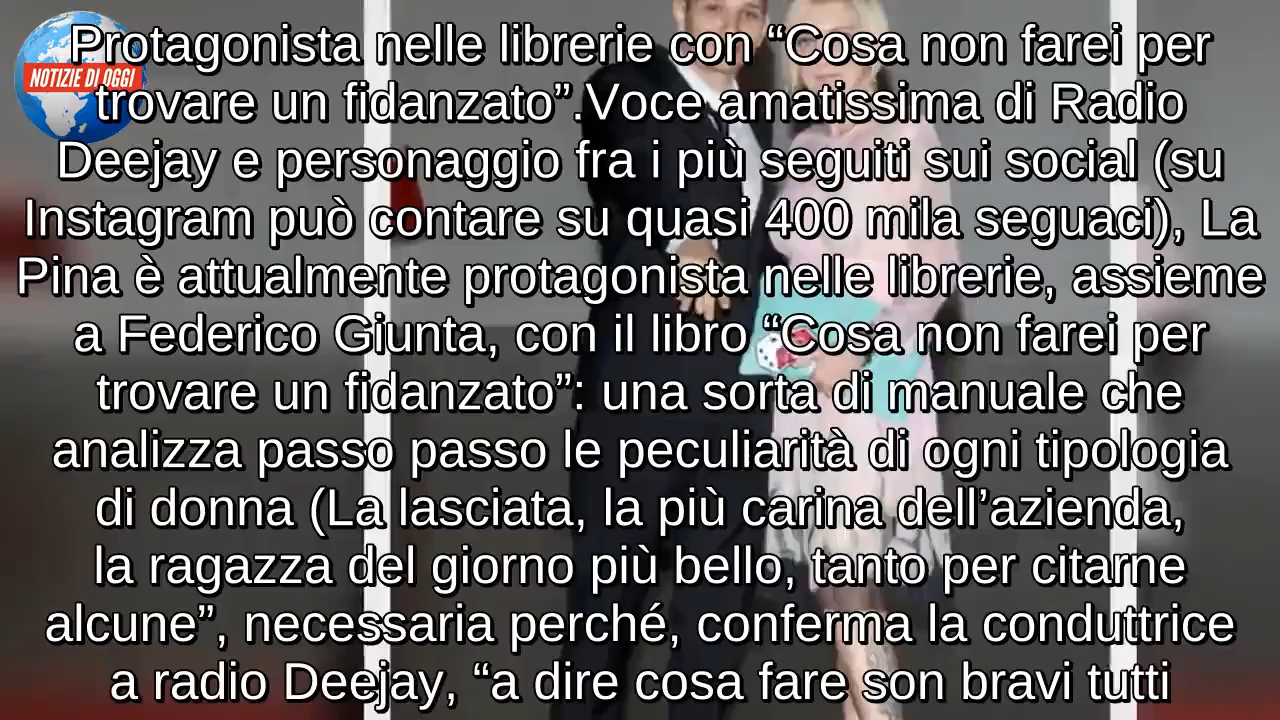 NOTIZIE DI OGGI
Protagonista nelle librerie con “Cosa non farei per
trovare un fidanzato”.Voce amatissima di Radio
Deejay e personaggio fra i più seguiti sui social (su
Instagram può contare su quasi 400 mila seguaci), La
Pina è attualmente protagonista nelle librerie, assieme
a Federico Giunta, con il libro “Cosa non farei per
trovare un fidanzato”: una sorta di manuale che
analizza passo passo le peculiarità di ogni tipologia
di donna (La lasciata, la più carina dell’azienda,
la ragazza del giorno più bello, tanto per citarne
alcune”, necessaria perché, conferma la conduttrice
a radio Deejay, “a dire cosa fare son bravi tutti